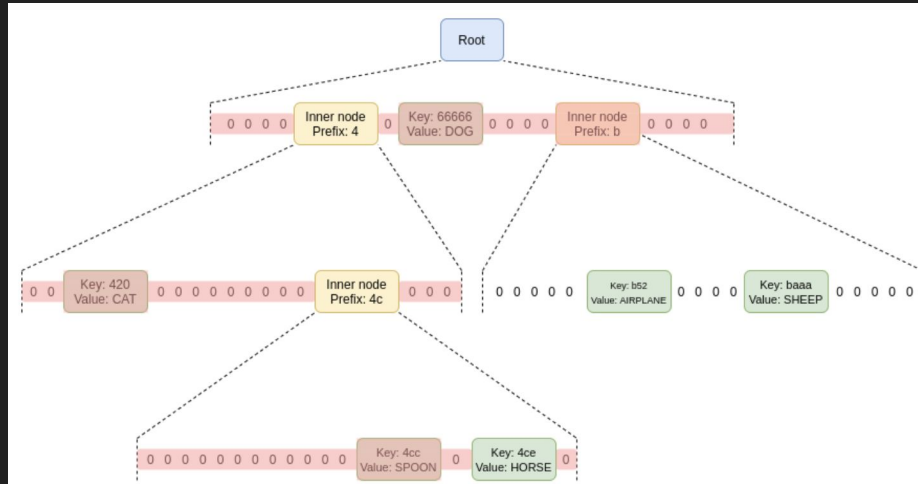 Root
0 0 0 0 Inner node Prefix: 4 0 Key: 66666 Value: DOG 0 0 0 0 Inner node Prefix: b 0 0 0 0
0 0 Key: 420 Value: CAT 0 0 0 0 0 0 0 0 0 Inner node Prefix: 4c 0 0 0
0 0 0 0 0 Key: b52 Value: AIRPLANE 0 0 0 0 Key: baaa Value: SHEEP 0 0 0 0 0
0 0 0 0 0 0 0 0 0 0 0 0 Key: 4cc Value: SPOON 0 Key: 4ce Value: HORSE 0